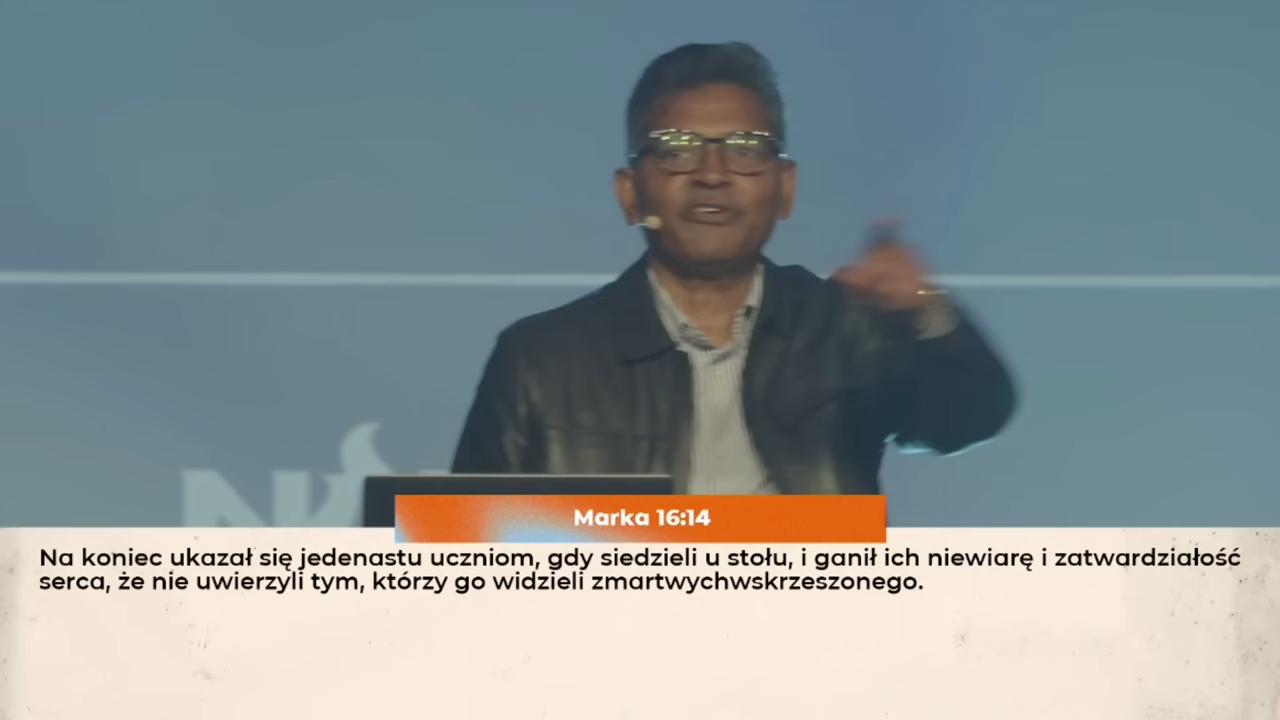 Marka 16:14
Na koniec ukazał się jedenastu uczniom, gdy siedzieli u stołu, i ganił ich niewiarę i zatwardziałość
serca, że nie uwierzyli tym, którzy go widzieli zmartwychwskrzeszonego.